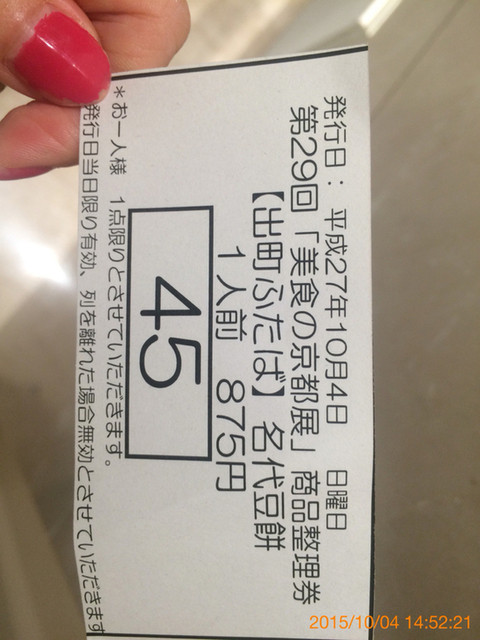 発行日：平成27年10月4日　日曜日
第29回「美食の京都展」商品整理券
【出町ふたば】名代豆餅
1人前　875円
45
＊お一人様　1点限りとさせていただきます。
発行日当日限り有効、列を離れた場合無効とさせていただきます
2015/10/04 14:52:21